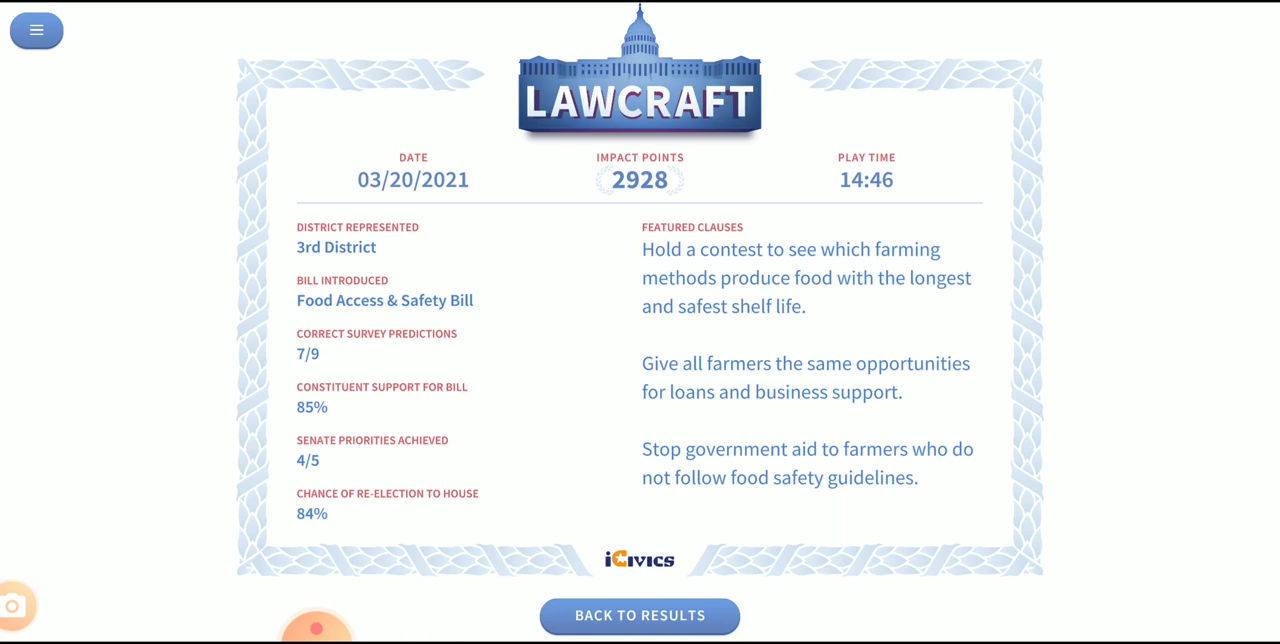 LAWCRAFT
DATE
03/20/2021
IMPACT POINTS
2928
PLAY TIME
14:46
DISTRICT REPRESENTED
3rd District
BILL INTRODUCED
Food Access & Safety Bill
CORRECT SURVEY PREDICTIONS
7/9
CONSTITUENT SUPPORT FOR BILL
85%
SENATE PRIORITIES ACHIEVED
4/5
CHANCE OF RE-ELECTION TO HOUSE
84%
FEATURED CLAUSES
Hold a contest to see which farming
methods produce food with the longest
and safest shelf life.
Give all farmers the same opportunities
for loans and business support.
Stop government aid to farmers who do
not follow food safety guidelines.
iCivics
BACK TO RESULTS